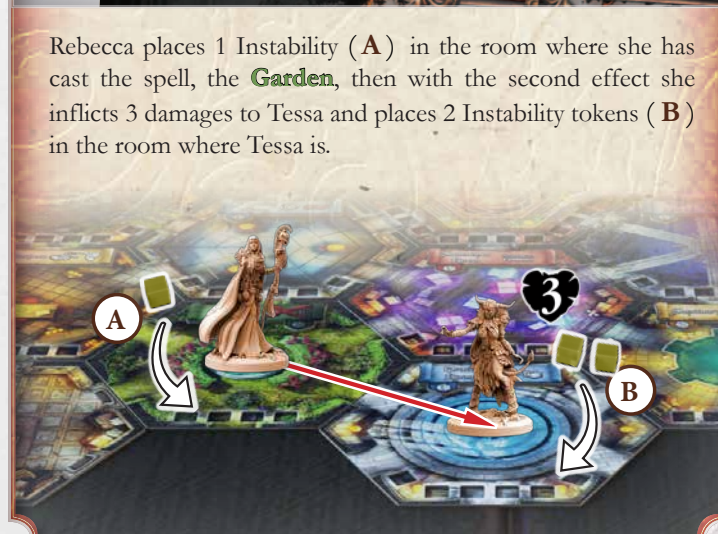 Rebecca places 1 Instability ( A ) in the room where she has
cast the spell, the Garden, then with the second effect she
inflicts 3 damages to Tessa and places 2 Instability tokens ( B )
in the room where Tessa is.
3
A
B